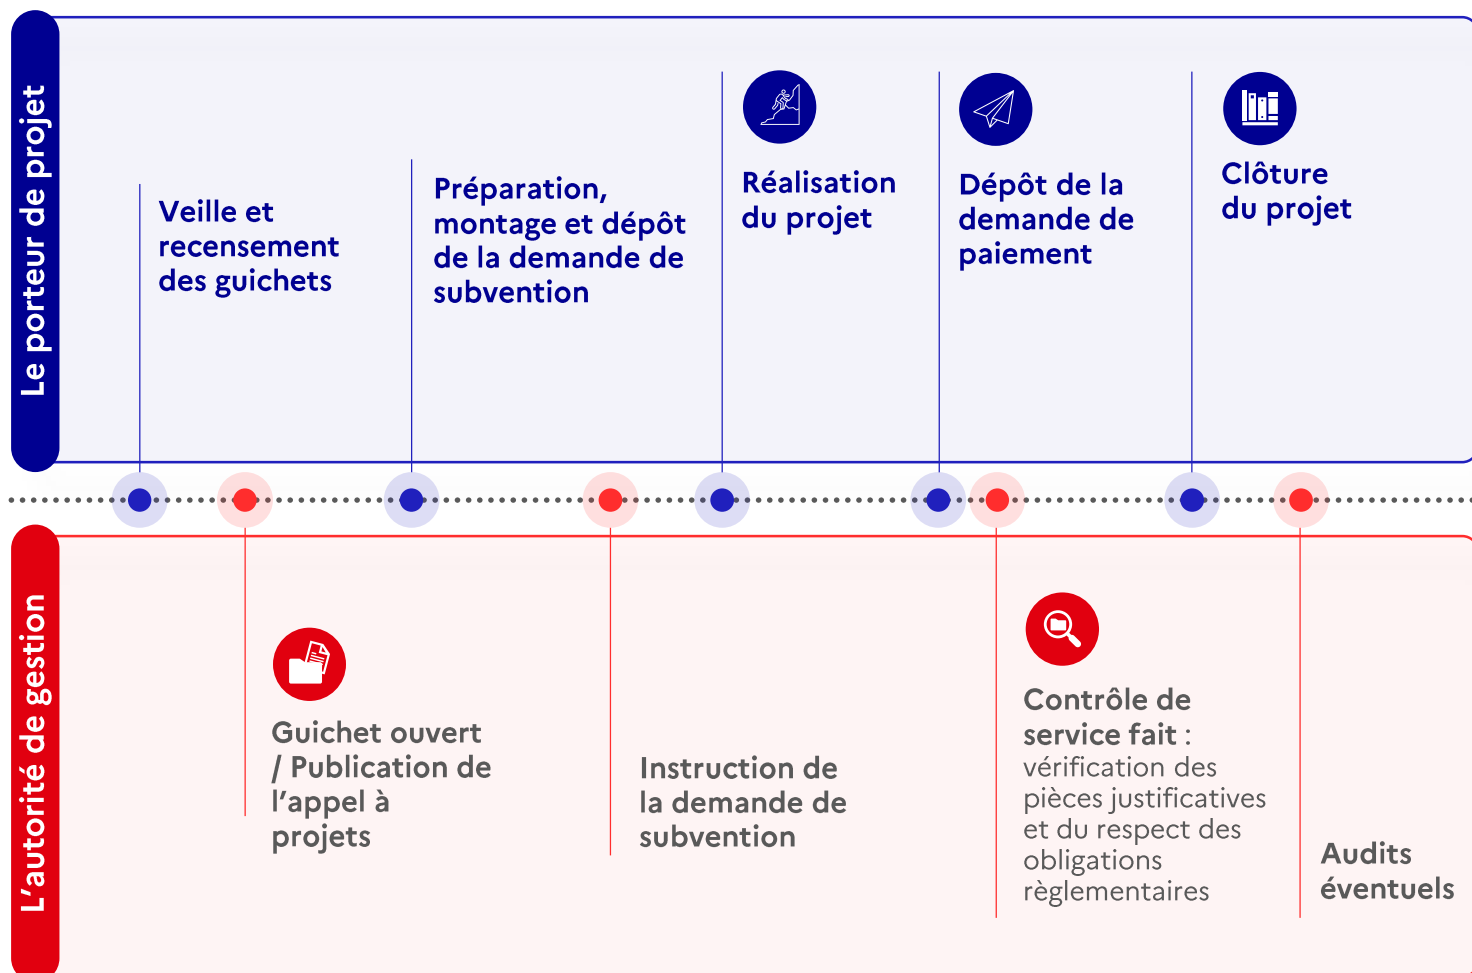 Le porteur de projet
Veille et
recensement
des guichets
Préparation,
montage et dépôt
de la demande de
subvention
Réalisation
du projet
Dépôt de la
demande de
paiement
Clôture
du projet
L’autorité de gestion
Guichet ouvert
/ Publication de
l’appel à
projets
Instruction de
la demande de
subvention
Contrôle de
service fait :
vérification des
pièces justificatives
et du respect des
obligations
règlementaires
Audits
éventuels